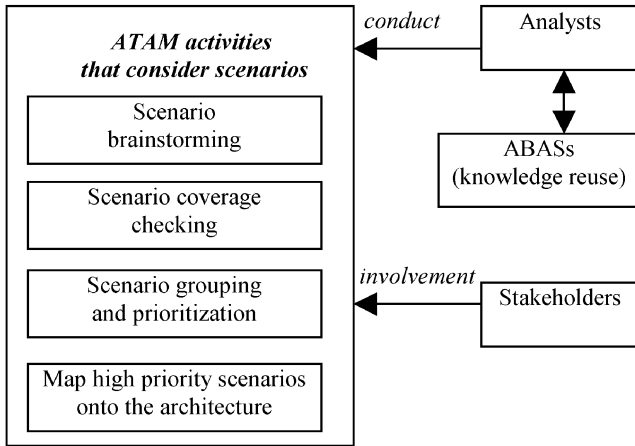 ATAM activities
that consider scenarios
Scenario
brainstorming
Scenario coverage
checking
Scenario grouping
and prioritization
Map high priority scenarios
onto the architecture
conduct
Analysts
ABASs
(knowledge reuse)
involvement
Stakeholders